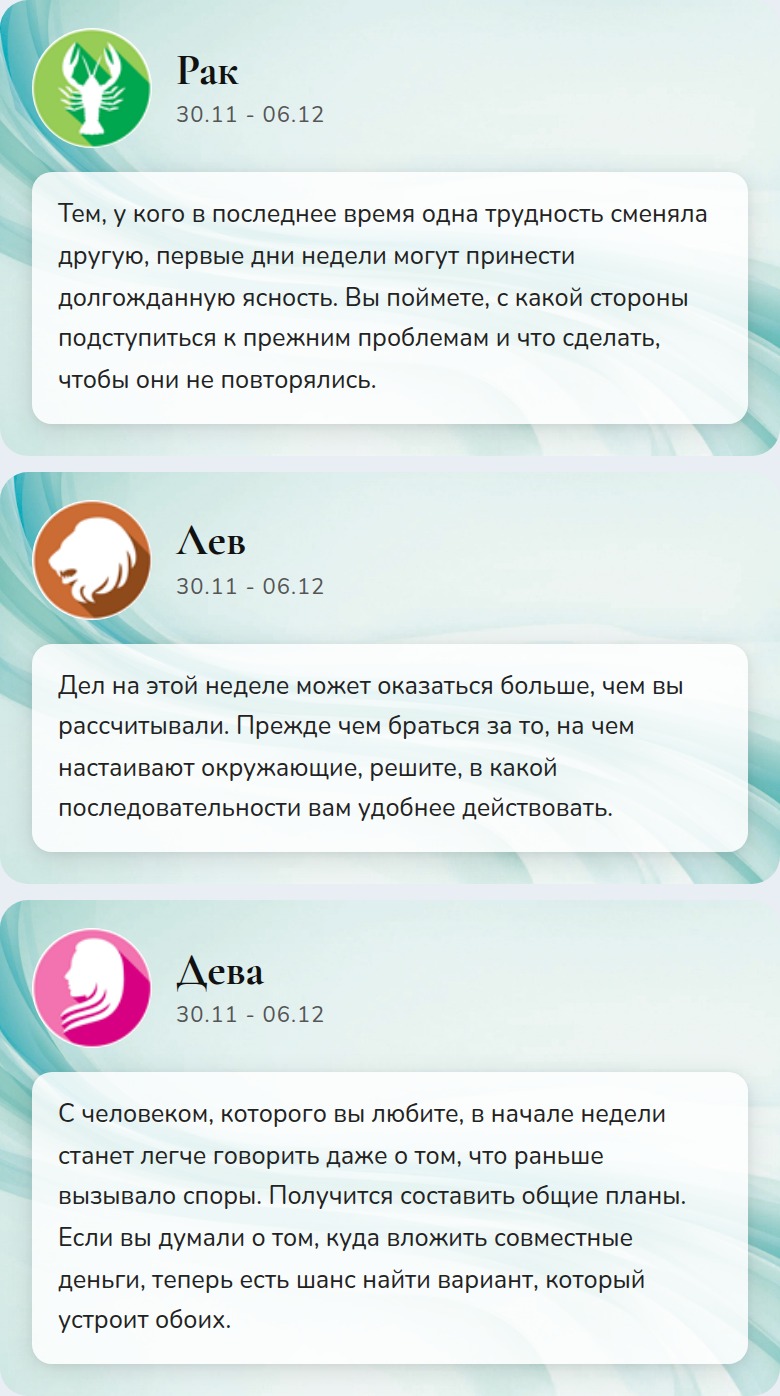 Рак
30.11 - 06.12
Тем, у кого в последнее время одна трудность сменяла
другую, первые дни недели могут принести
долгожданную ясность. Вы поймете, с какой стороны
подступиться к прежним проблемам и что сделать,
чтобы они не повторялись.
Лев
30.11 - 06.12
Дел на этой неделе может оказаться больше, чем вы
рассчитывали. Прежде чем браться за то, на чем
настаивают окружающие, решите, в какой
последовательности вам удобнее действовать.
Дева
30.11 - 06.12
С человеком, которого вы любите, в начале недели
станет легче говорить даже о том, что раньше
вызывало споры. Получится составить общие планы.
Если вы думали о том, куда вложить совместные
деньги, теперь есть шанс найти вариант, который
устроит обоих.